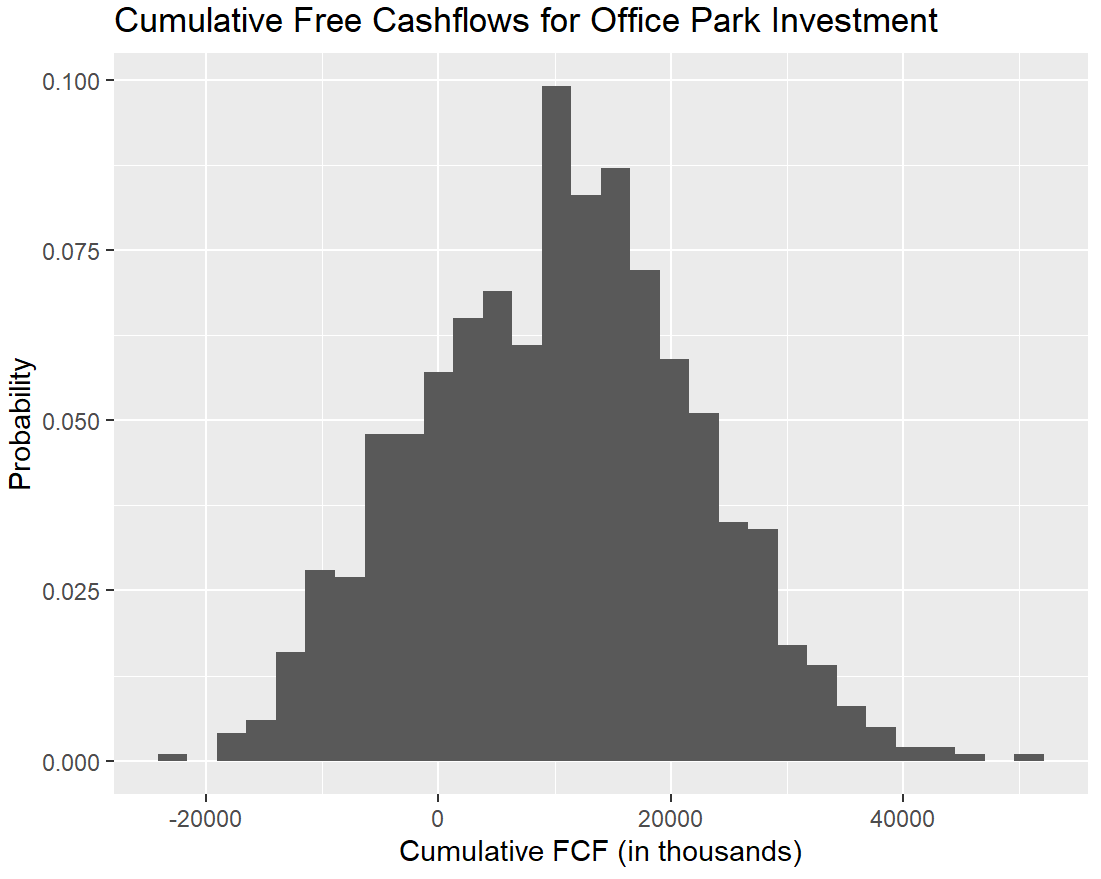 Cumulative Free Cashflows for Office Park Investment
0.100
0.075
0.050
0.025
0.000
Probability
-20000 0 20000 40000
Cumulative FCF (in thousands)